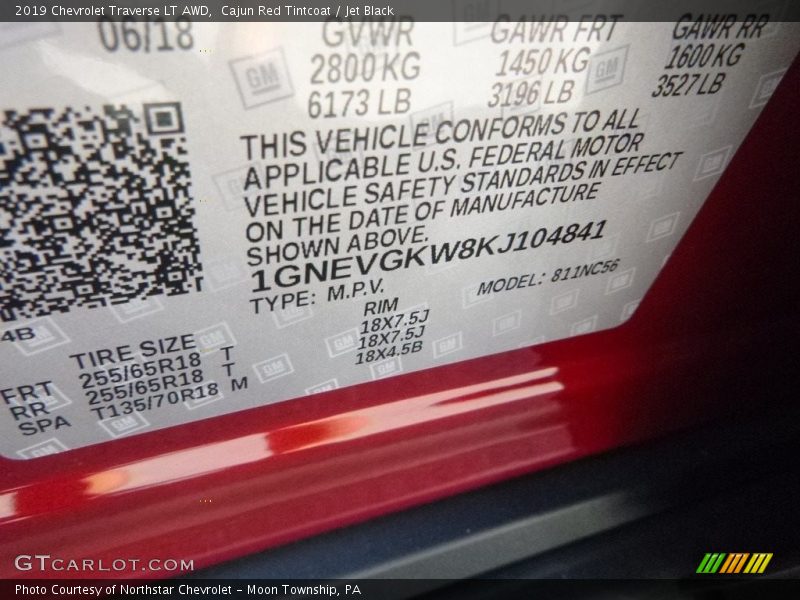 2019 Chevrolet Traverse LT AWD, Cajun Red Tintcoat / Jet Black
06/18 GVWR GAWR FRT GAWR RR
2800 KG 1450 KG 1600 KG
6173 LB 3196 LB 3527 LB
THIS VEHICLE CONFORMS TO ALL
APPLICABLE U.S. FEDERAL MOTOR
VEHICLE SAFETY STANDARDS IN EFFECT
ON THE DATE OF MANUFACTURE
SHOWN ABOVE.
1GNEVGKW8KJ104841
TYPE: M.P.V. MODEL: 811NC56
4B
TIRE SIZE RIM
FRT 255/65R18 T 18X7.5J
RR 255/65R18 T 18X7.5J
SPA T135/70R18 M 18X4.5B
GM
GTCARLOT.COM
Photo Courtesy of Northstar Chevrolet - Moon Township, PA